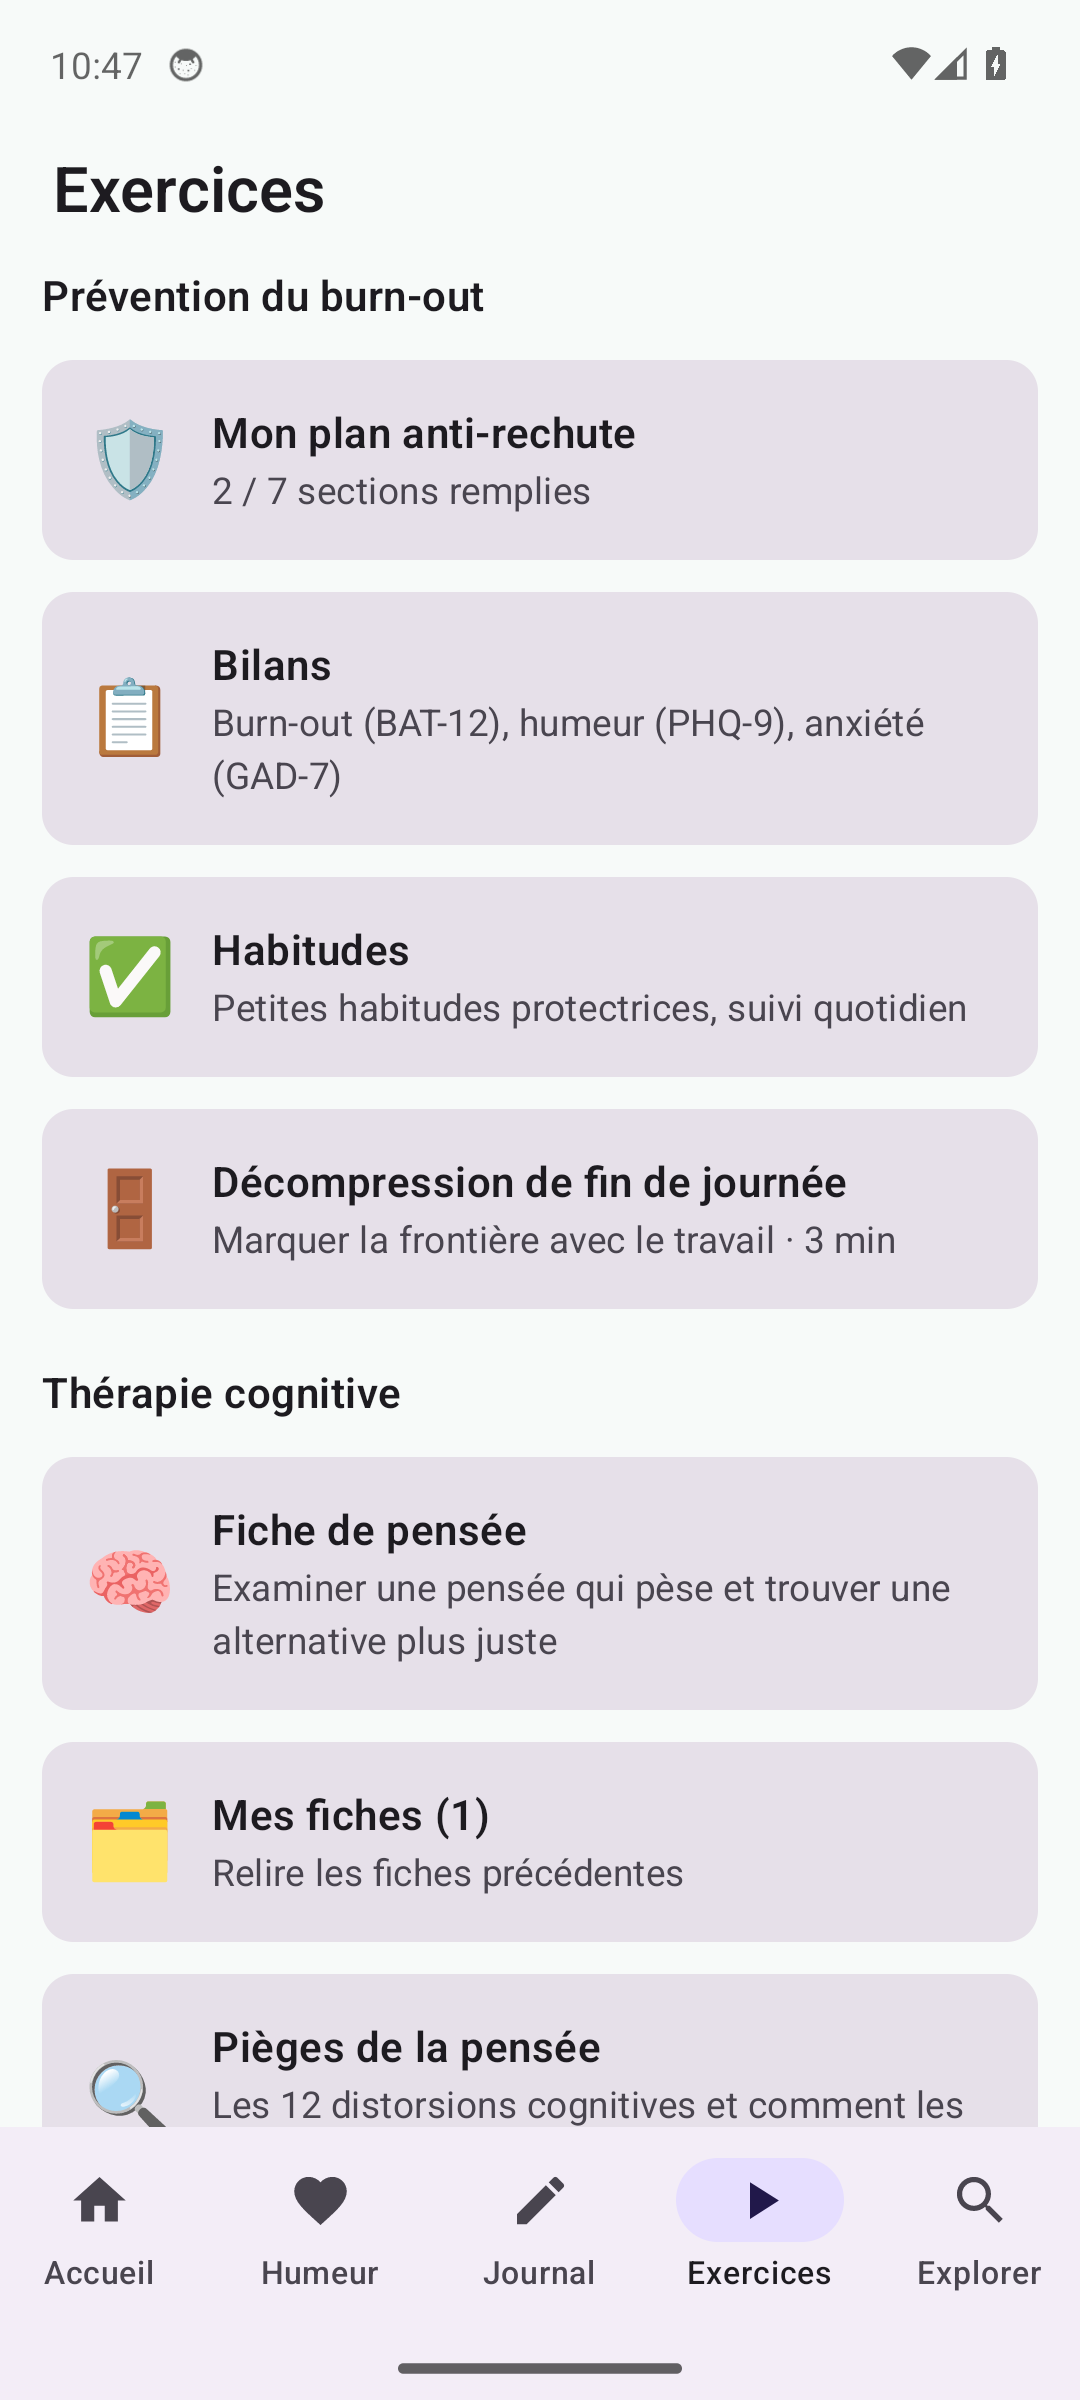 10:47
Exercices
Prévention du burn-out
Mon plan anti-rechute
2 / 7 sections remplies
Bilans
Burn-out (BAT-12), humeur (PHQ-9), anxiété
(GAD-7)
Habitudes
Petites habitudes protectrices, suivi quotidien
Décompression de fin de journée
Marquer la frontière avec le travail · 3 min
Thérapie cognitive
Fiche de pensée
Examiner une pensée qui pèse et trouver une
alternative plus juste
Mes fiches (1)
Relire les fiches précédentes
Pièges de la pensée
Les 12 distorsions cognitives et comment les
Accueil
Humeur
Journal
Exercices
Explorer